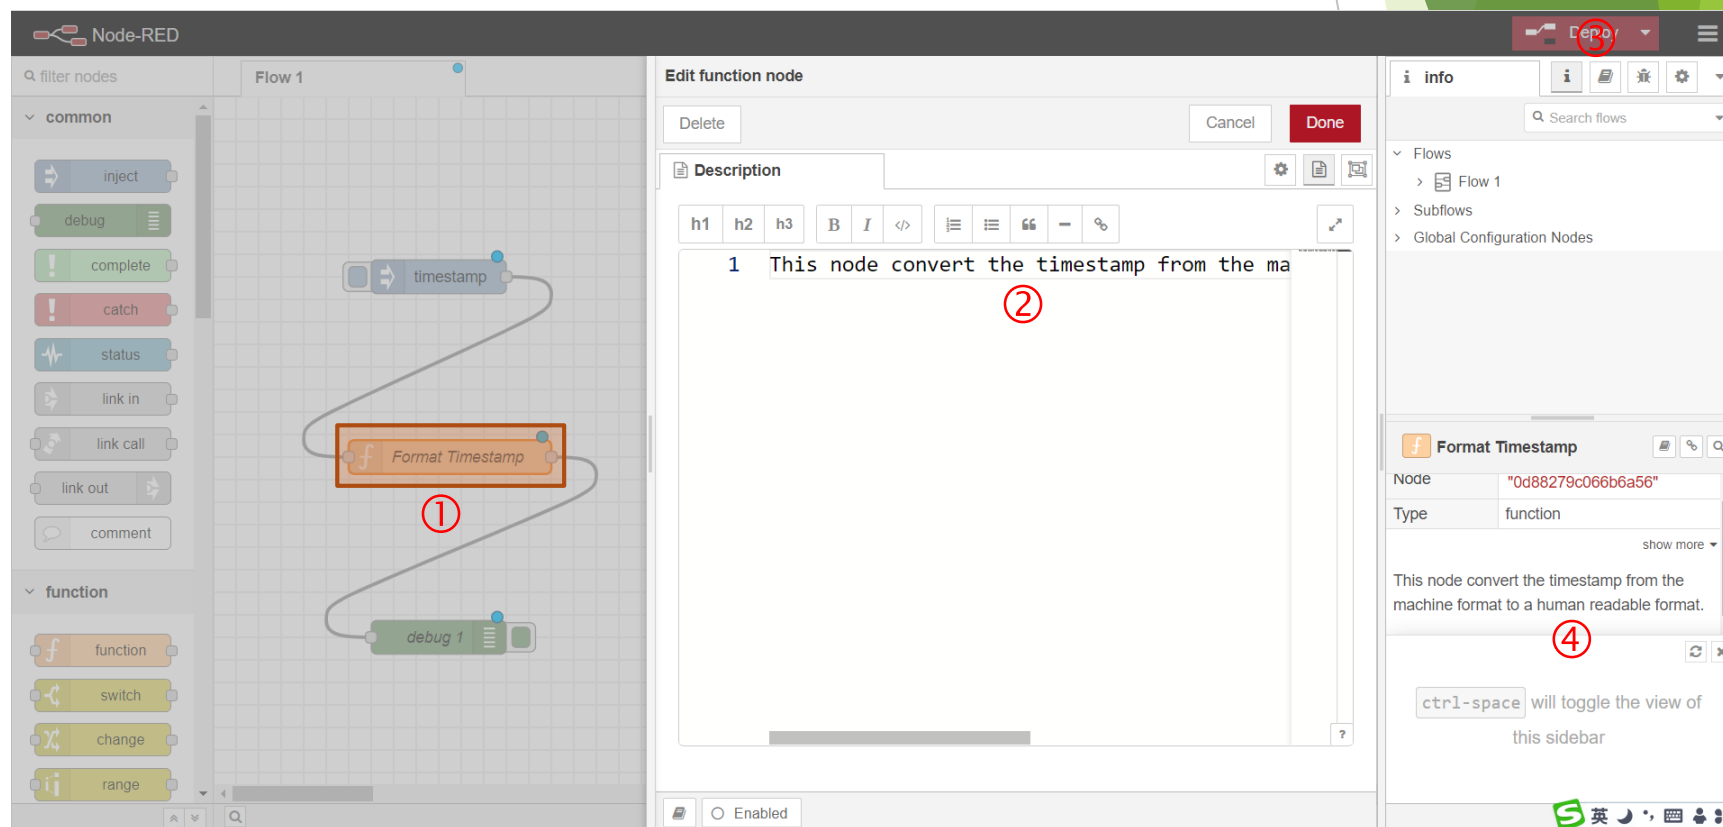 Node-RED
Deploy
③
filter nodes
Flow 1
Edit function node
i info
i
common
Delete
Cancel
Done
Search flows
Description
Flows
Flow 1
Subflows
Global Configuration Nodes
inject
debug
complete
catch
status
link in
link call
link out
comment
h1 h2 h3 B I </>
1 This node convert the timestamp from the ma
②
timestamp
Format Timestamp
①
debug 1
function
function
switch
change
range
?
Enabled
Format Timestamp
Node "0d88279c066b6a56"
Type function
show more
This node convert the timestamp from the
machine format to a human readable format.
④
ctrl-space will toggle the view of
this sidebar
S 英